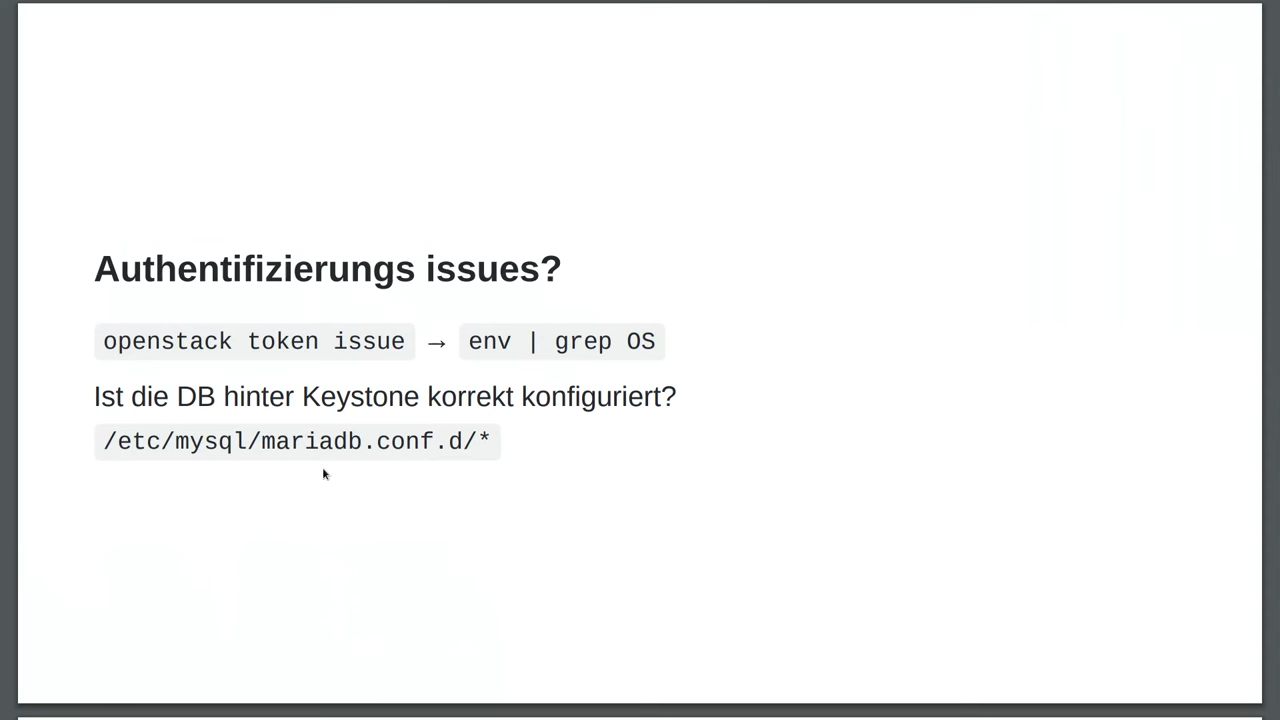 Authentifizierungs issues?
openstack token issue → env | grep OS
Ist die DB hinter Keystone korrekt konfiguriert?
/etc/mysql/mariadb.conf.d/*